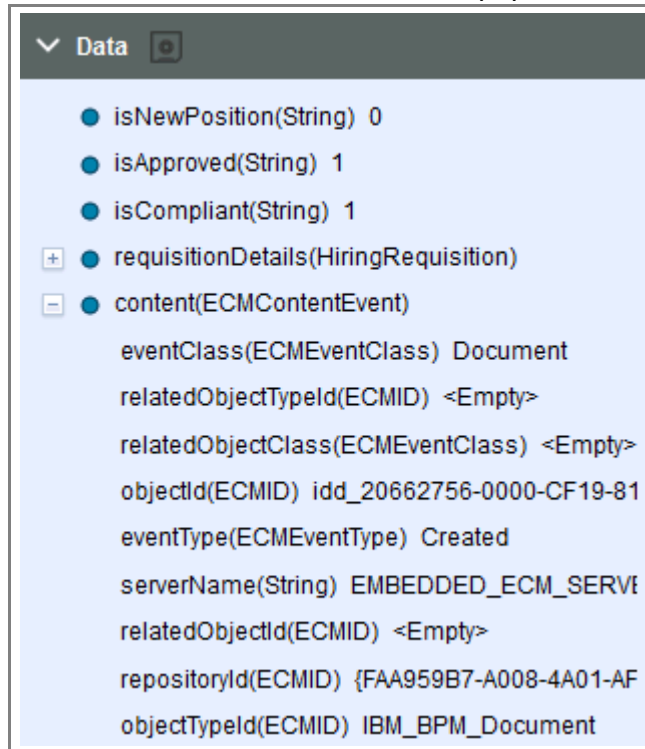 Data
isNewPosition(String) 0
isApproved(String) 1
isCompliant(String) 1
requisitionDetails(HiringRequisition)
content(ECMContentEvent)
eventClass(ECMEventClass) Document
relatedObjectTypeId(ECMID) <Empty>
relatedObjectClass(ECMEventClass) <Empty>
objectId(ECMID) idd_20662756-0000-CF19-81
eventType(ECMEventType) Created
serverName(String) EMBEDDED_ECM_SERVE
relatedObjectId(ECMID) <Empty>
repositoryId(ECMID) {FAA959B7-A008-4A01-AF
objectTypeId(ECMID) IBM_BPM_Document